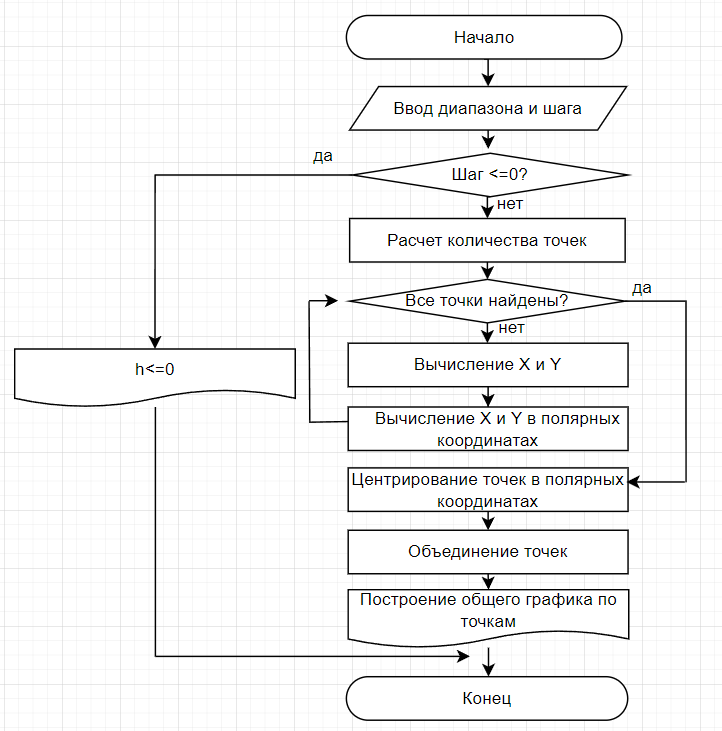 Начало
Ввод диапазона и шага
да
Шаг <=0?
нет
Расчет количества точек
да
Все точки найдены?
нет
Вычисление X и Y
h<=0
Вычисление X и Y в полярных
координатах
Центрирование точек в полярных
координатах
Объединение точек
Построение общего графика по
точкам
Конец